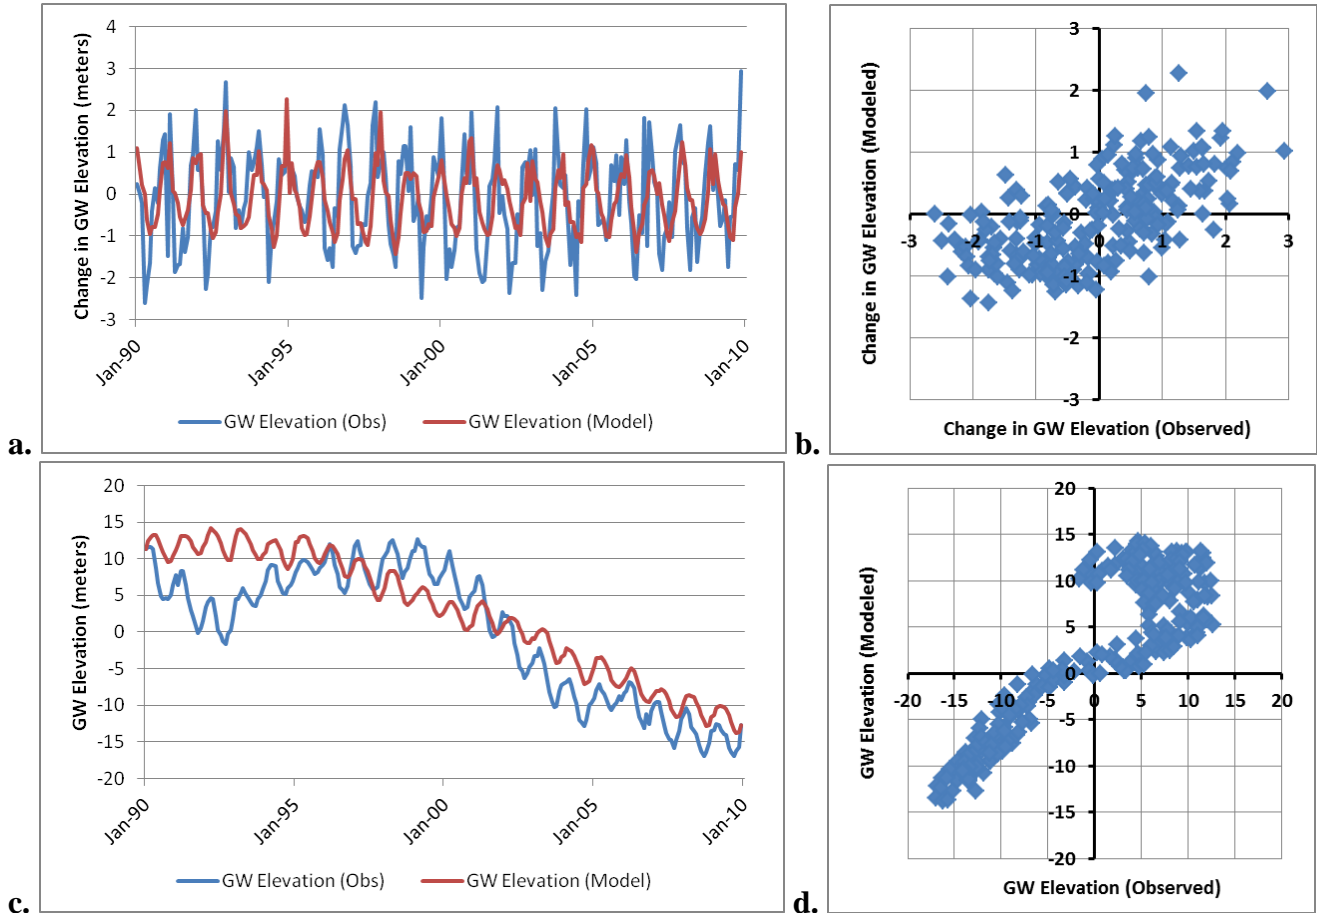 4
3
2
1
0
-1
-2
-3
Change in GW Elevation (meters)
Jan-90
Jan-95
Jan-00
Jan-05
Jan-10
GW Elevation (Obs)
GW Elevation (Model)
a.
3
2
1
0
-1
-2
-3
-3
-2
-1
0
1
2
3
Change in GW Elevation (Modeled)
Change in GW Elevation (Observed)
b.
20
15
10
5
0
-5
-10
-15
-20
GW Elevation (meters)
Jan-90
Jan-95
Jan-00
Jan-05
Jan-10
GW Elevation (Obs)
GW Elevation (Model)
c.
20
15
10
5
0
-5
-10
-15
-20
-20
-15
-10
-5
0
5
10
15
20
GW Elevation (Modeled)
GW Elevation (Observed)
d.